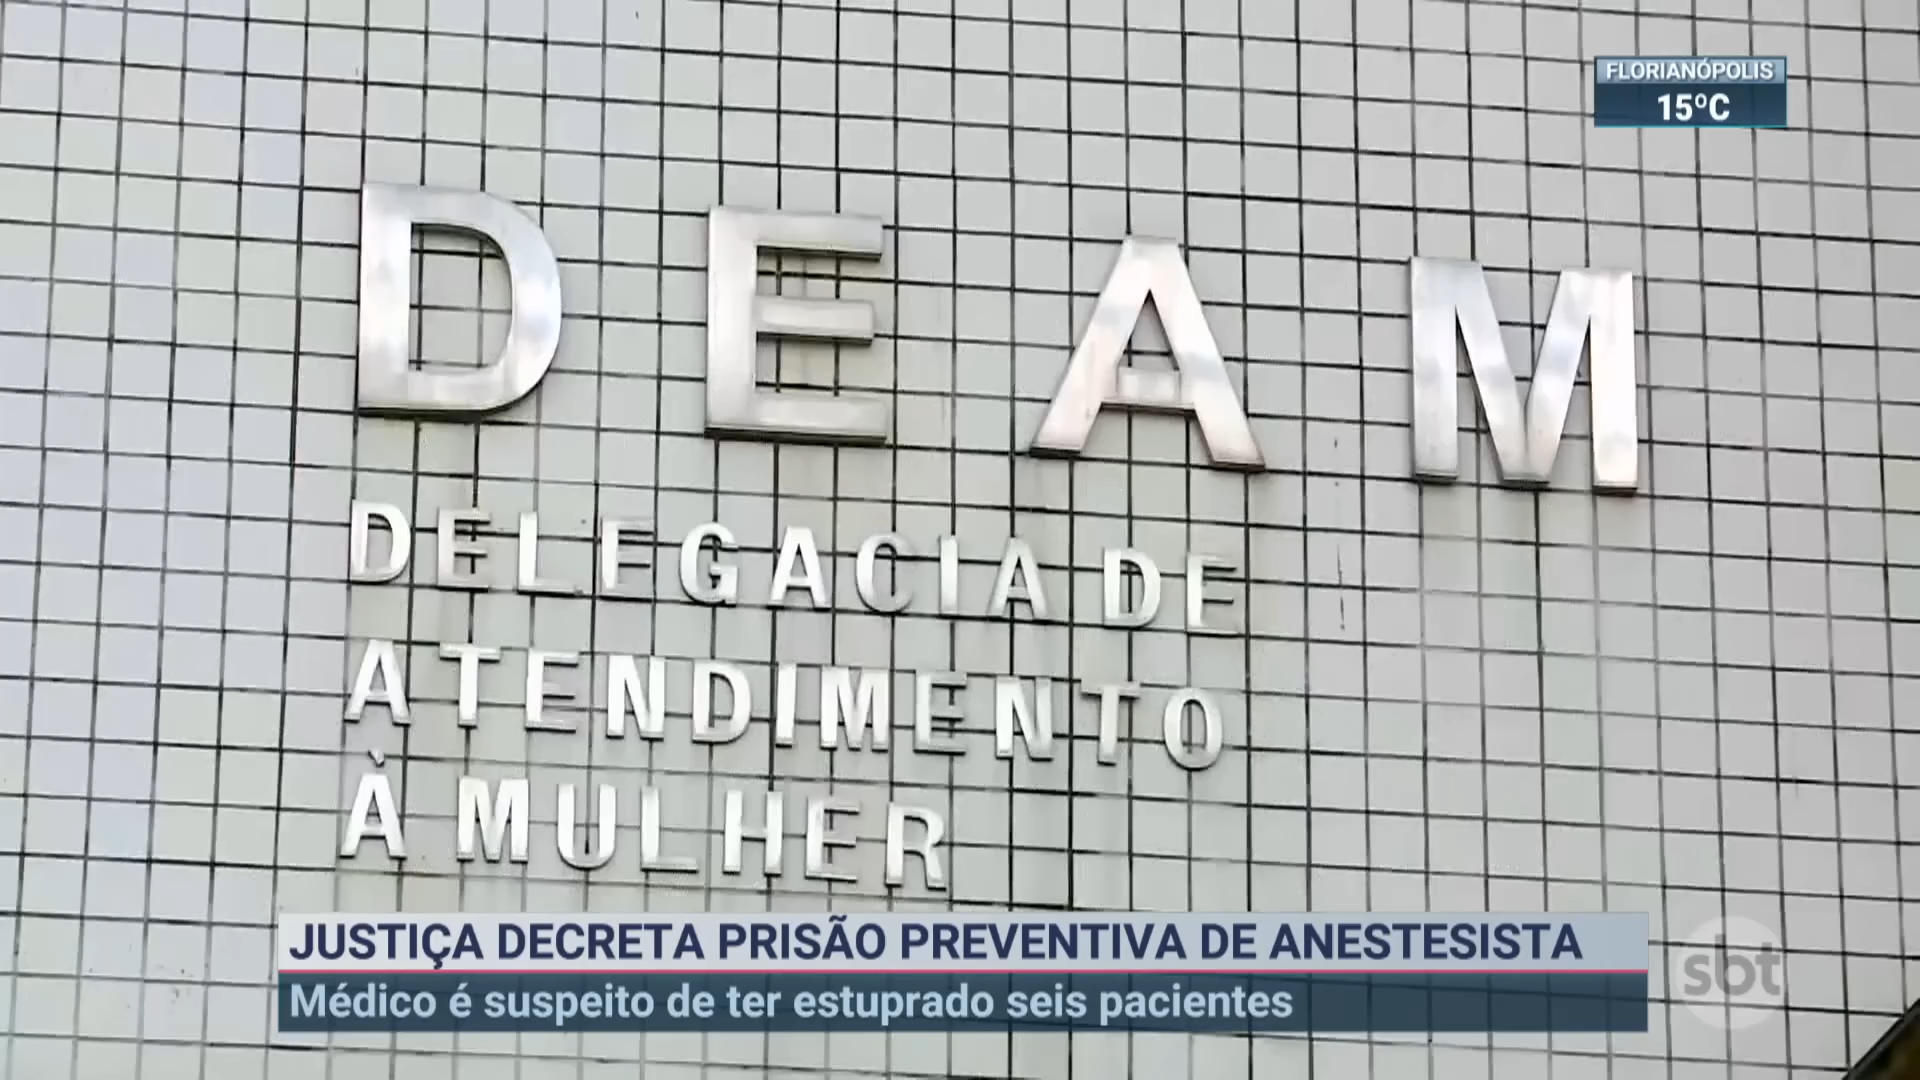 FLORIANÓPOLIS
15ºC
DEAM
DELEGACIA DE
ATENDIMENTO
À MULHER
JUSTIÇA DECRETA PRISÃO PREVENTIVA DE ANESTESISTA
Médico é suspeito de ter estuprado seis pacientes
sbt